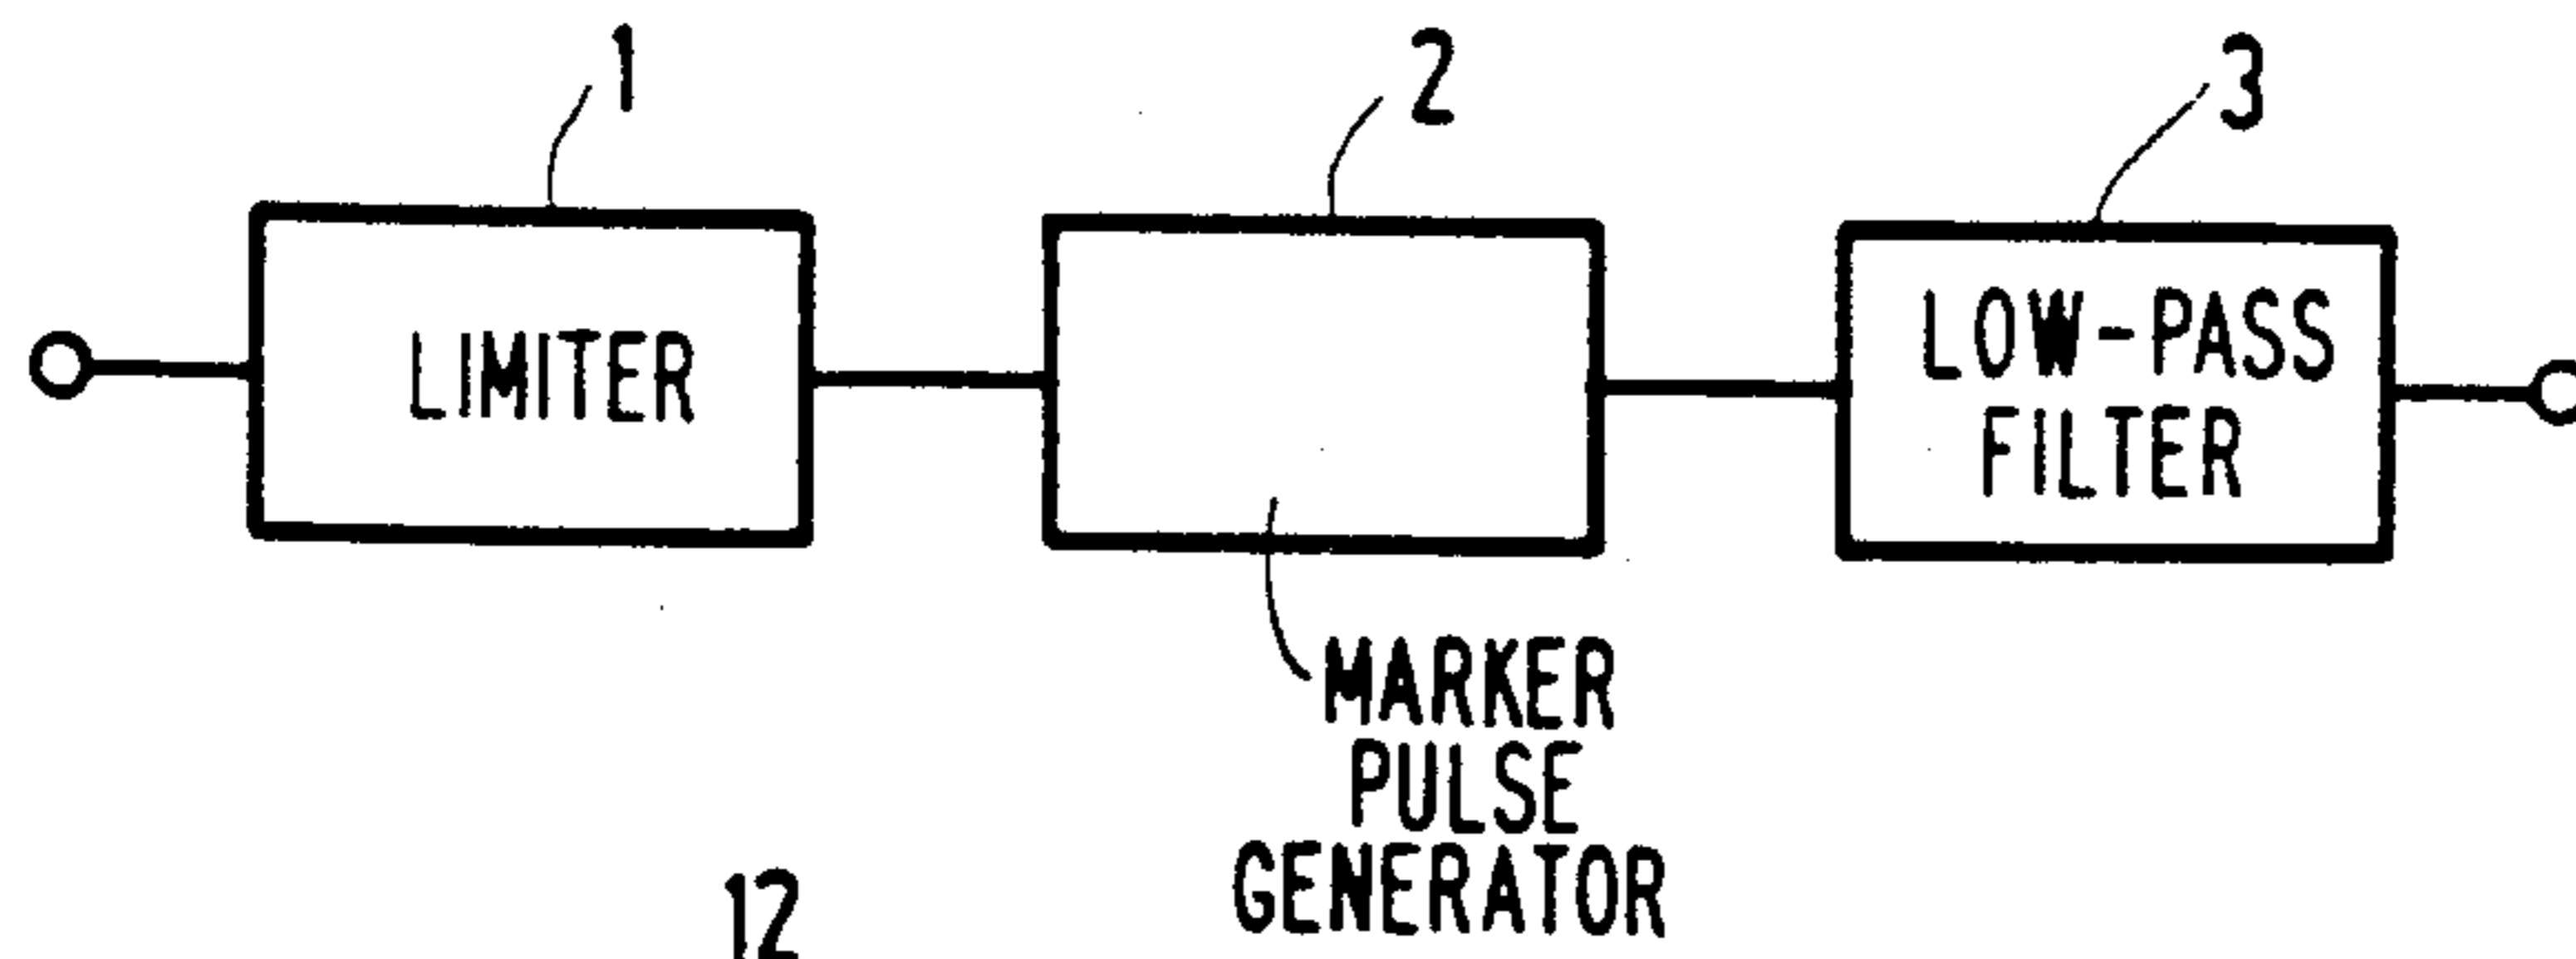 1
2
3
LIMITER
LOW-PASS
FILTER
MARKER
PULSE
GENERATOR
12